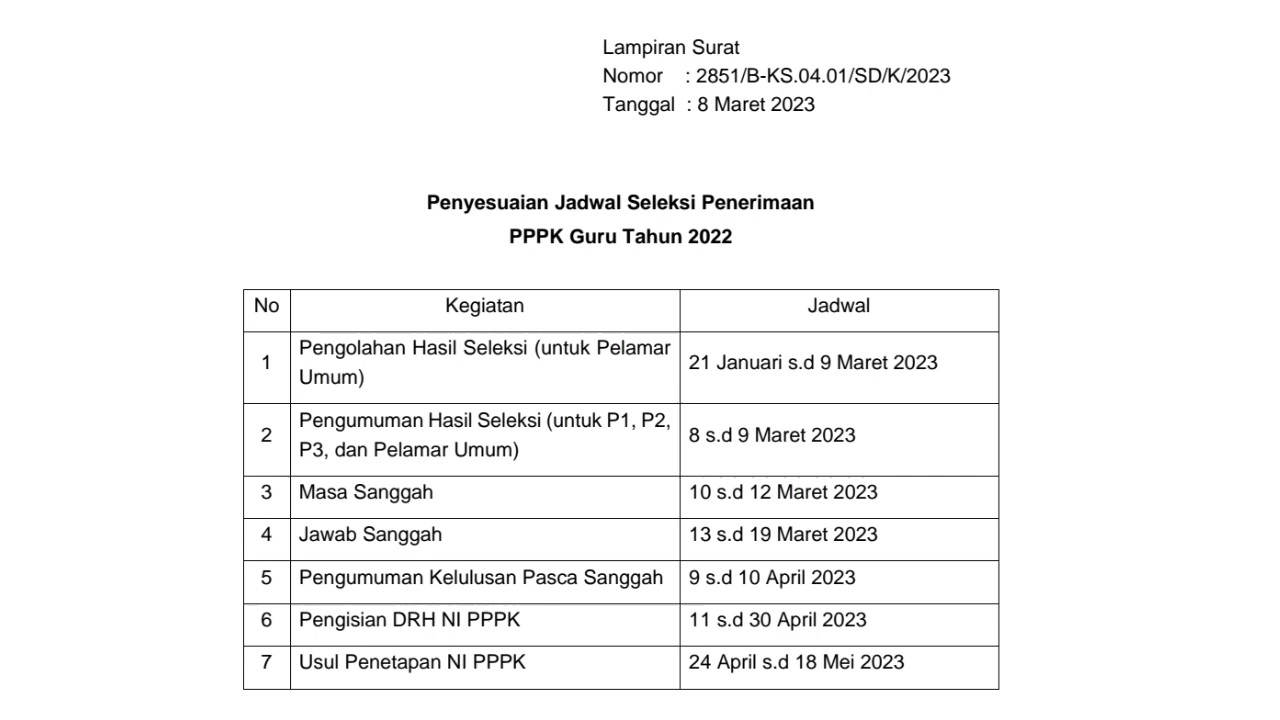 Lampiran Surat
Nomor : 2851/B-KS.04.01/SD/K/2023
Tanggal : 8 Maret 2023
Penyesuaian Jadwal Seleksi Penerimaan
PPPK Guru Tahun 2022
No Kegiatan Jadwal
1 Pengolahan Hasil Seleksi (untuk Pelamar
Umum) 21 Januari s.d 9 Maret 2023
2 Pengumuman Hasil Seleksi (untuk P1, P2,
P3, dan Pelamar Umum) 8 s.d 9 Maret 2023
3 Masa Sanggah 10 s.d 12 Maret 2023
4 Jawab Sanggah 13 s.d 19 Maret 2023
5 Pengumuman Kelulusan Pasca Sanggah 9 s.d 10 April 2023
6 Pengisian DRH NI PPPK 11 s.d 30 April 2023
7 Usul Penetapan NI PPPK 24 April s.d 18 Mei 2023